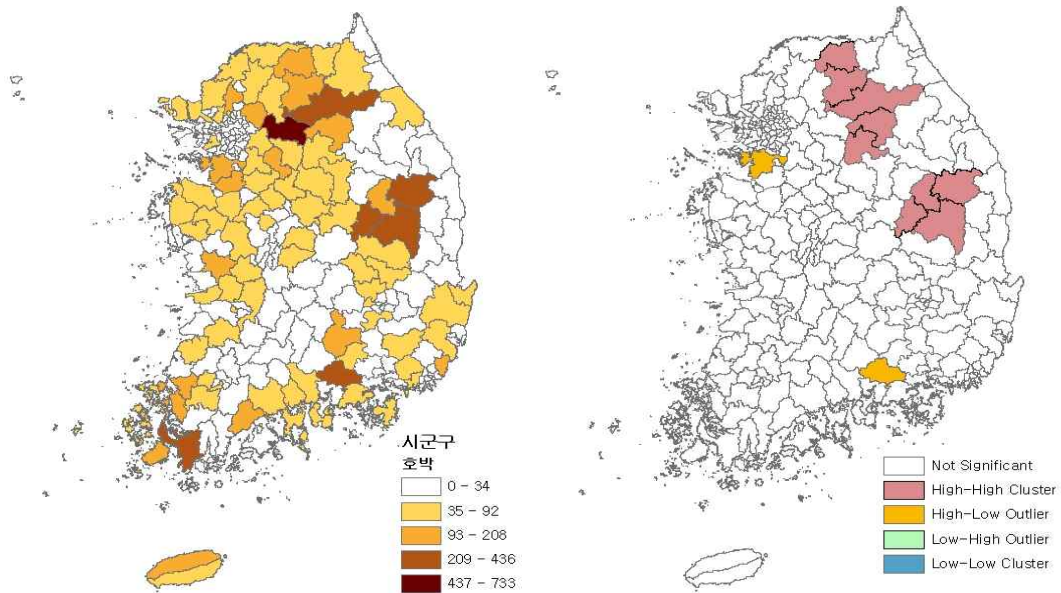 시군구
호박
0 - 34
35 - 92
93 - 208
209 - 436
437 - 733
Not Significant
High-High Cluster
High-Low Outlier
Low-High Outlier
Low-Low Cluster